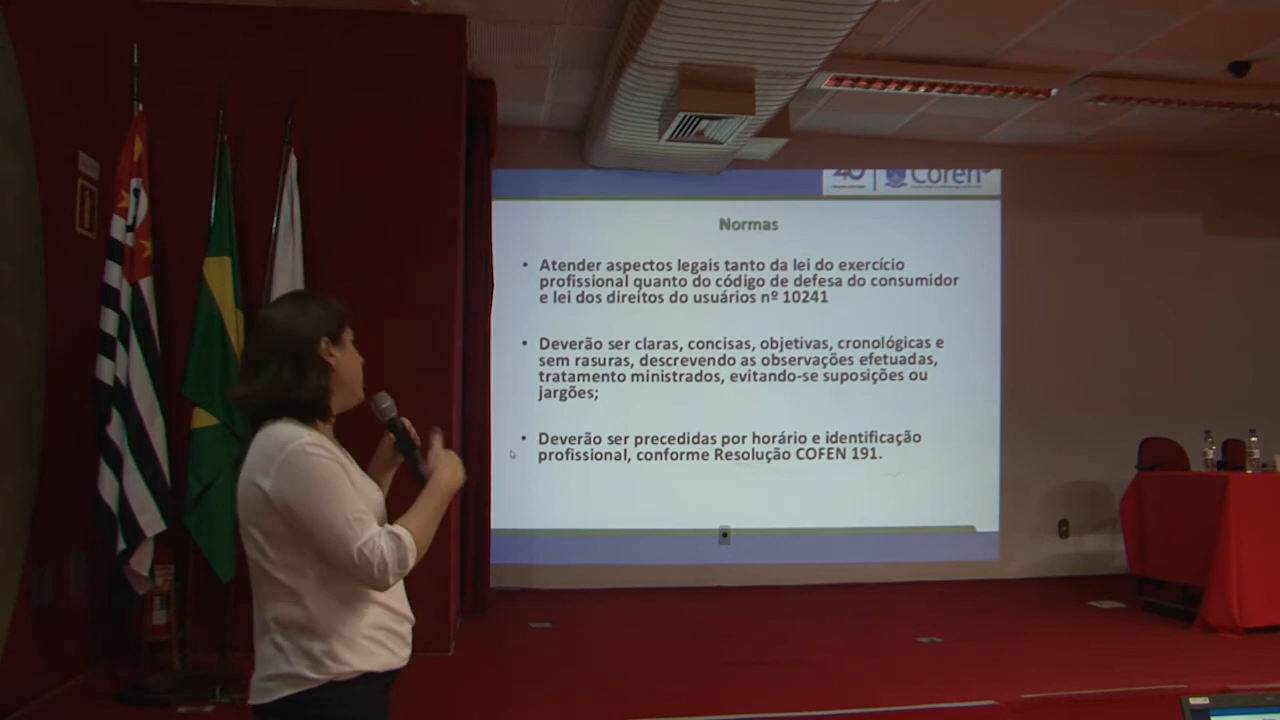 Coren
Normas
• Atender aspectos legais tanto da lei do exercício
profissional quanto do código de defesa do consumidor
e lei dos direitos do usuários nº 10241
• Deverão ser claras, concisas, objetivas, cronológicas e
sem rasuras, descrevendo as observações efetuadas,
tratamento ministrados, evitando-se suposições ou
jargões;
• Deverão ser precedidas por horário e identificação
profissional, conforme Resolução COFEN 191.